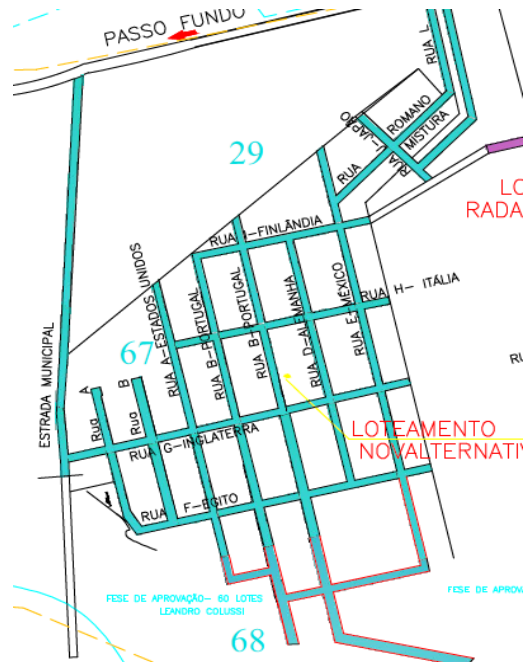 PASSO FUNDO
RUA L
RUA J-JAPÃO
RUA ROMANO
MISTURA
29
LO
RADA
RUA I-FINLÂNDIA
RUA H- ITÁLIA
ESTRADA MUNICIPAL
67
RUA A-ESTADOS UNIDOS
RUA B-PORTUGAL
RUA B-PORTUGAL
RUA D-ALEMANHA
RUA E-MÉXICO
RU
Rua A
Rua B
RUA G-INGLATERRA
LOTEAMENTO
NOVALTERNATIV
RUA F-EGITO
FESE DE APROVAÇÃO- 60 LOTES
LEANDRO COLUSSI
FESE DE APROVA
68